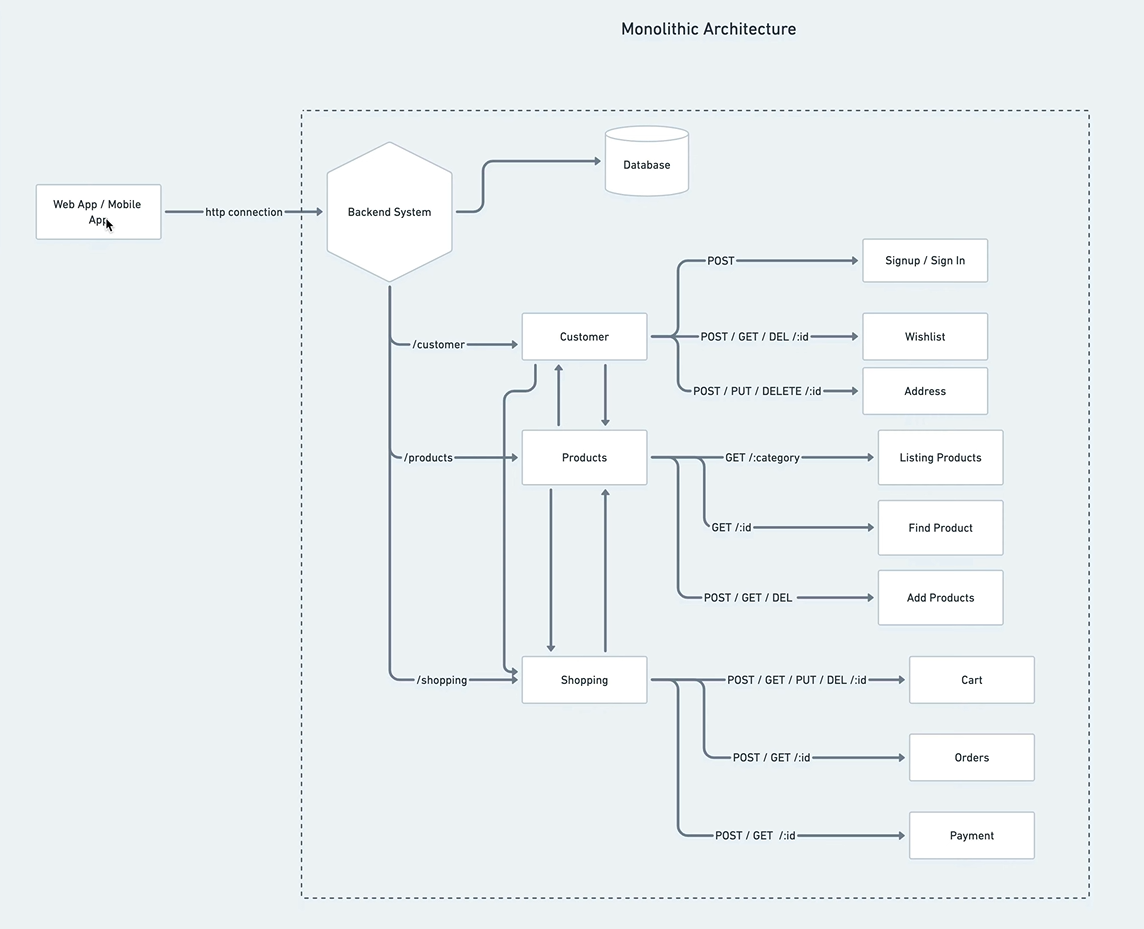 Monolithic Architecture
Database
Web App / Mobile
App
http connection
Backend System
POST
Signup / Sign In
/customer
Customer
POST / GET / DEL /:id
Wishlist
POST / PUT / DELETE /:id
Address
/products
Products
GET /:category
Listing Products
GET /:id
Find Product
POST / GET / DEL
Add Products
/shopping
Shopping
POST / GET / PUT / DEL /:id
Cart
POST / GET /:id
Orders
POST / GET /:id
Payment